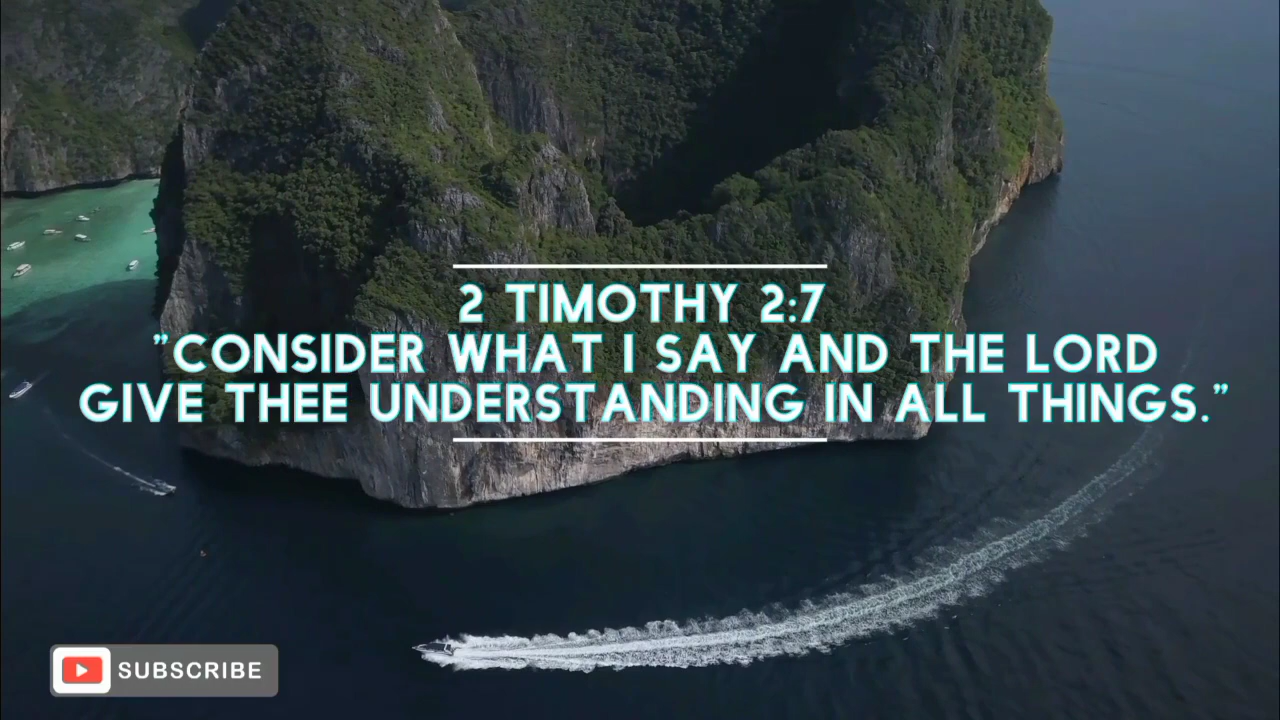 2 TIMOTHY 2:7
"CONSIDER WHAT I SAY AND THE LORD
GIVE THEE UNDERSTANDING IN ALL THINGS."
SUBSCRIBE